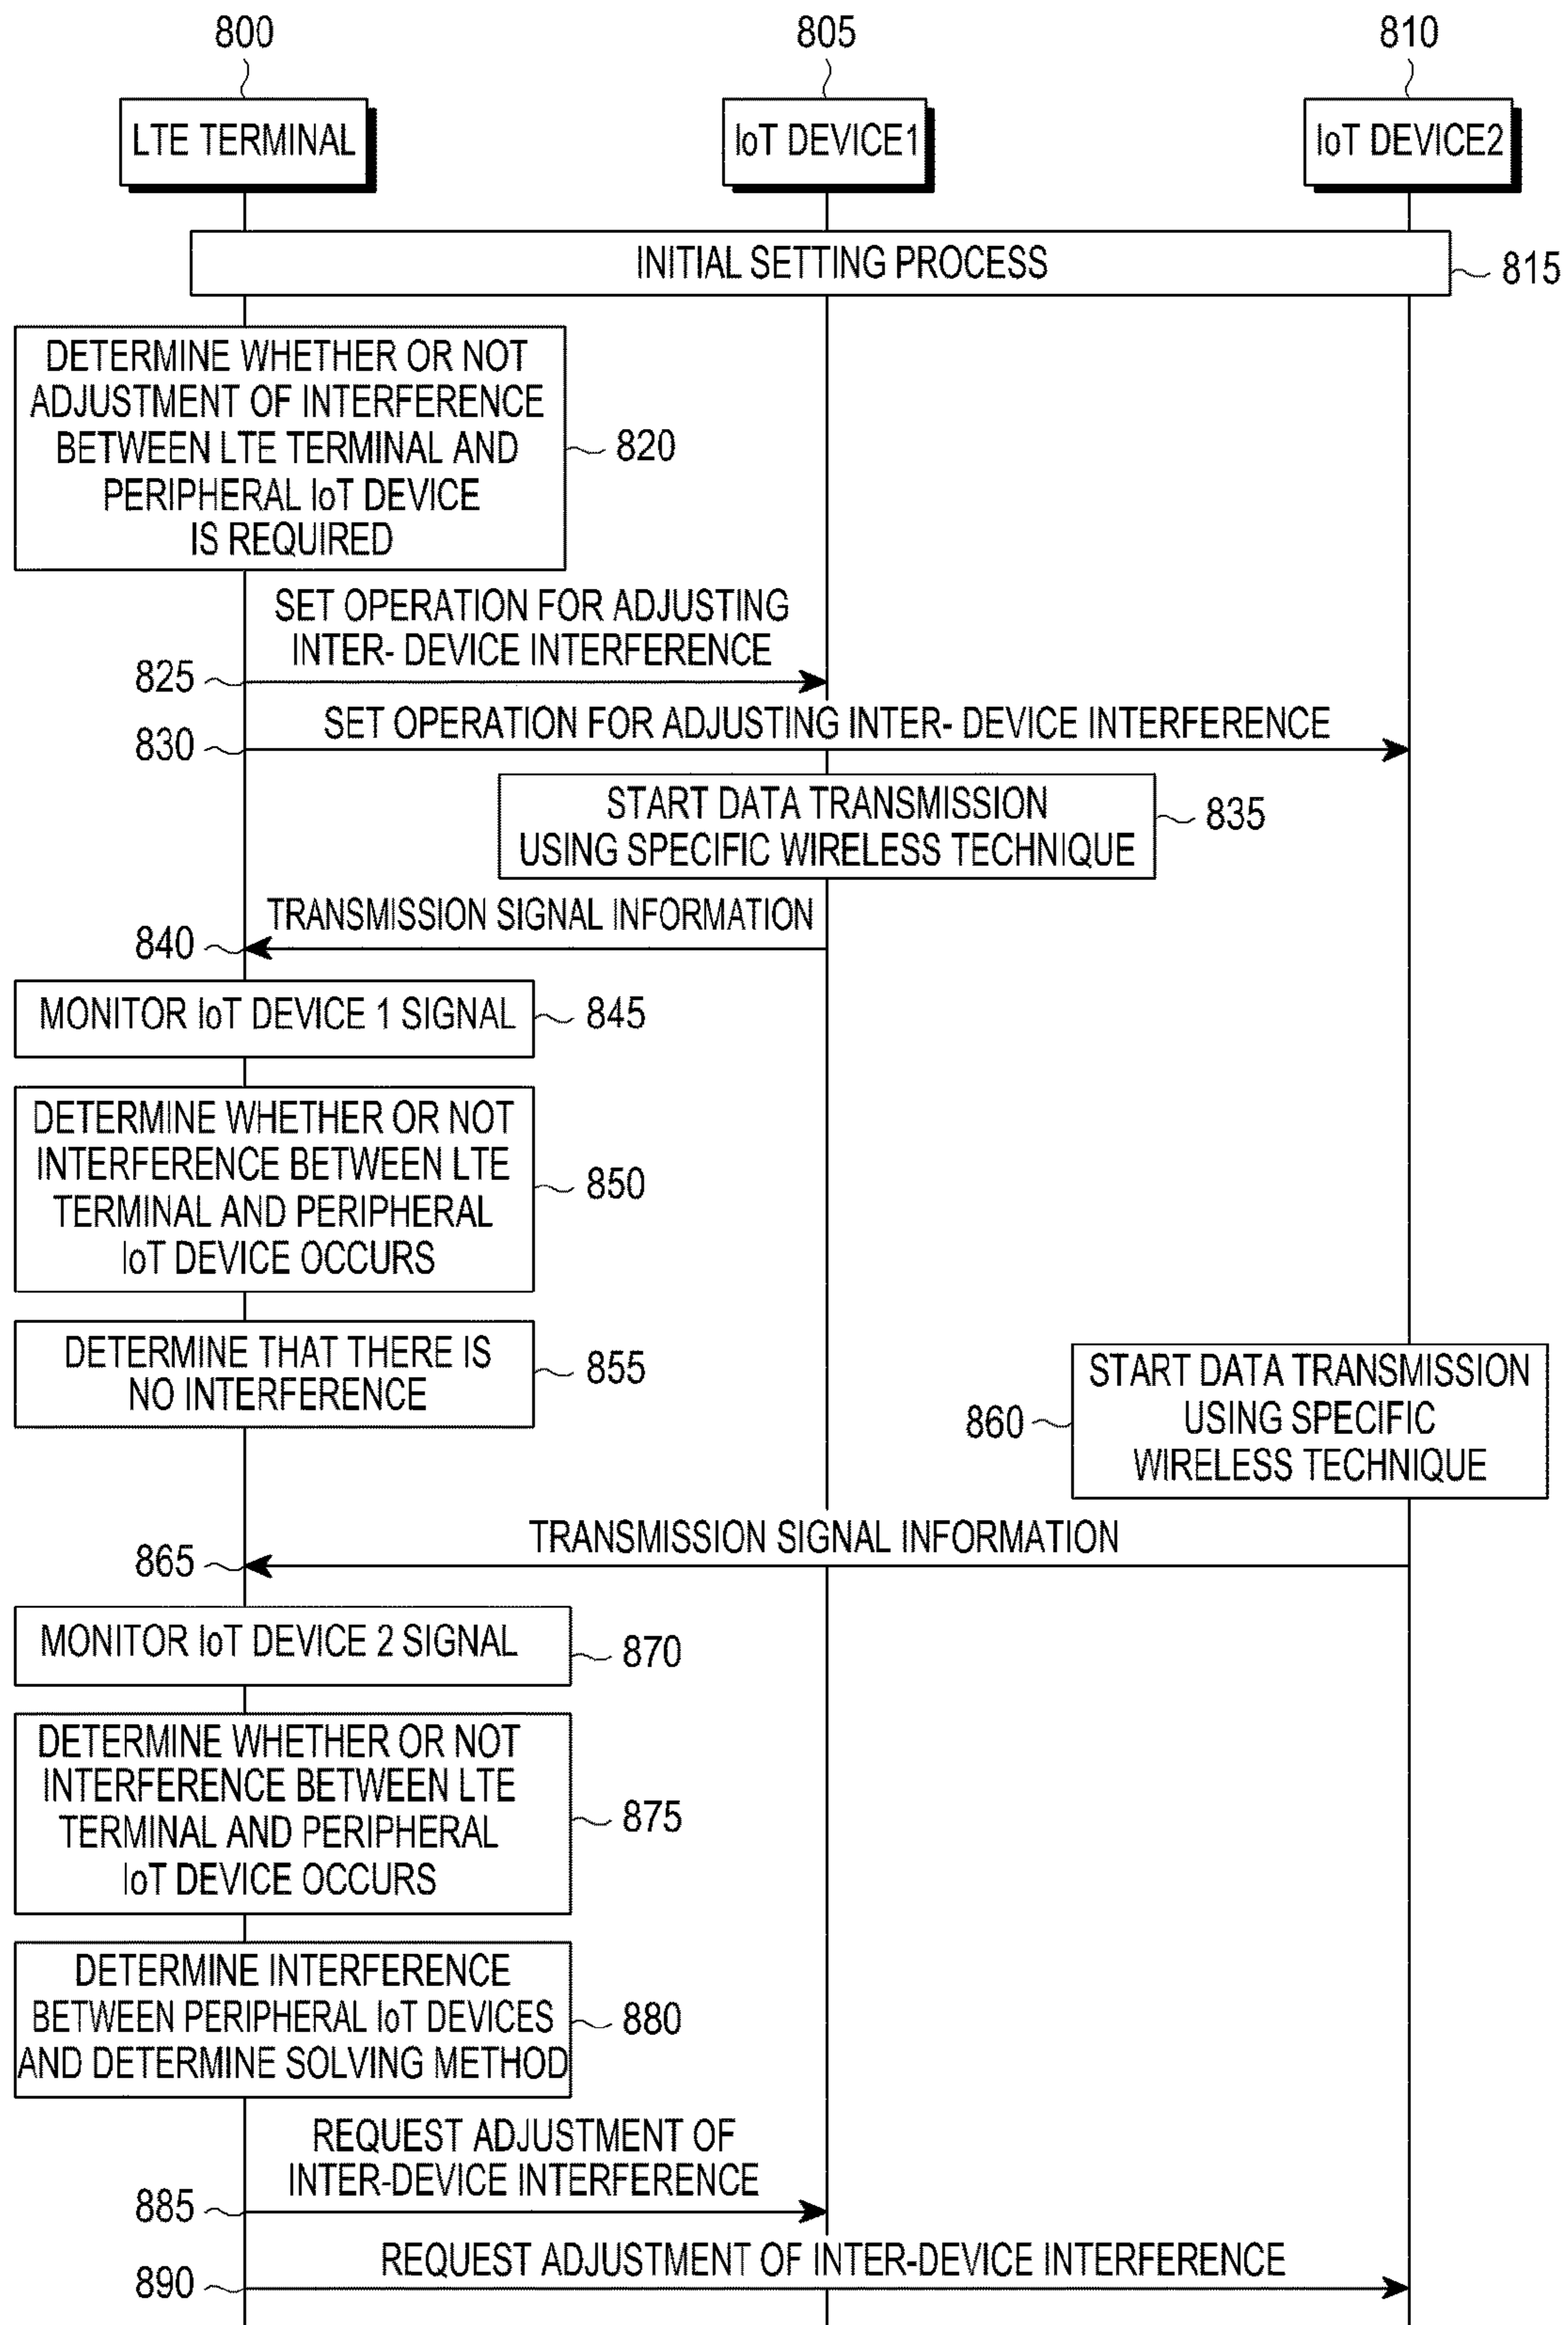 800
805
810
LTE TERMINAL
IoT DEVICE1
IoT DEVICE2
INITIAL SETTING PROCESS
815
DETERMINE WHETHER OR NOT
ADJUSTMENT OF INTERFERENCE
BETWEEN LTE TERMINAL AND
PERIPHERAL IoT DEVICE
IS REQUIRED
820
SET OPERATION FOR ADJUSTING
INTER- DEVICE INTERFERENCE
825
SET OPERATION FOR ADJUSTING INTER- DEVICE INTERFERENCE
830
START DATA TRANSMISSION
USING SPECIFIC WIRELESS TECHNIQUE
835
TRANSMISSION SIGNAL INFORMATION
840
MONITOR IoT DEVICE 1 SIGNAL
845
DETERMINE WHETHER OR NOT
INTERFERENCE BETWEEN LTE
TERMINAL AND PERIPHERAL
IoT DEVICE OCCURS
850
DETERMINE THAT THERE IS
NO INTERFERENCE
855
START DATA TRANSMISSION
USING SPECIFIC
WIRELESS TECHNIQUE
860
TRANSMISSION SIGNAL INFORMATION
865
MONITOR IoT DEVICE 2 SIGNAL
870
DETERMINE WHETHER OR NOT
INTERFERENCE BETWEEN LTE
TERMINAL AND PERIPHERAL
IoT DEVICE OCCURS
875
DETERMINE INTERFERENCE
BETWEEN PERIPHERAL IoT DEVICES
AND DETERMINE SOLVING METHOD
880
REQUEST ADJUSTMENT OF
INTER-DEVICE INTERFERENCE
885
REQUEST ADJUSTMENT OF INTER-DEVICE INTERFERENCE
890